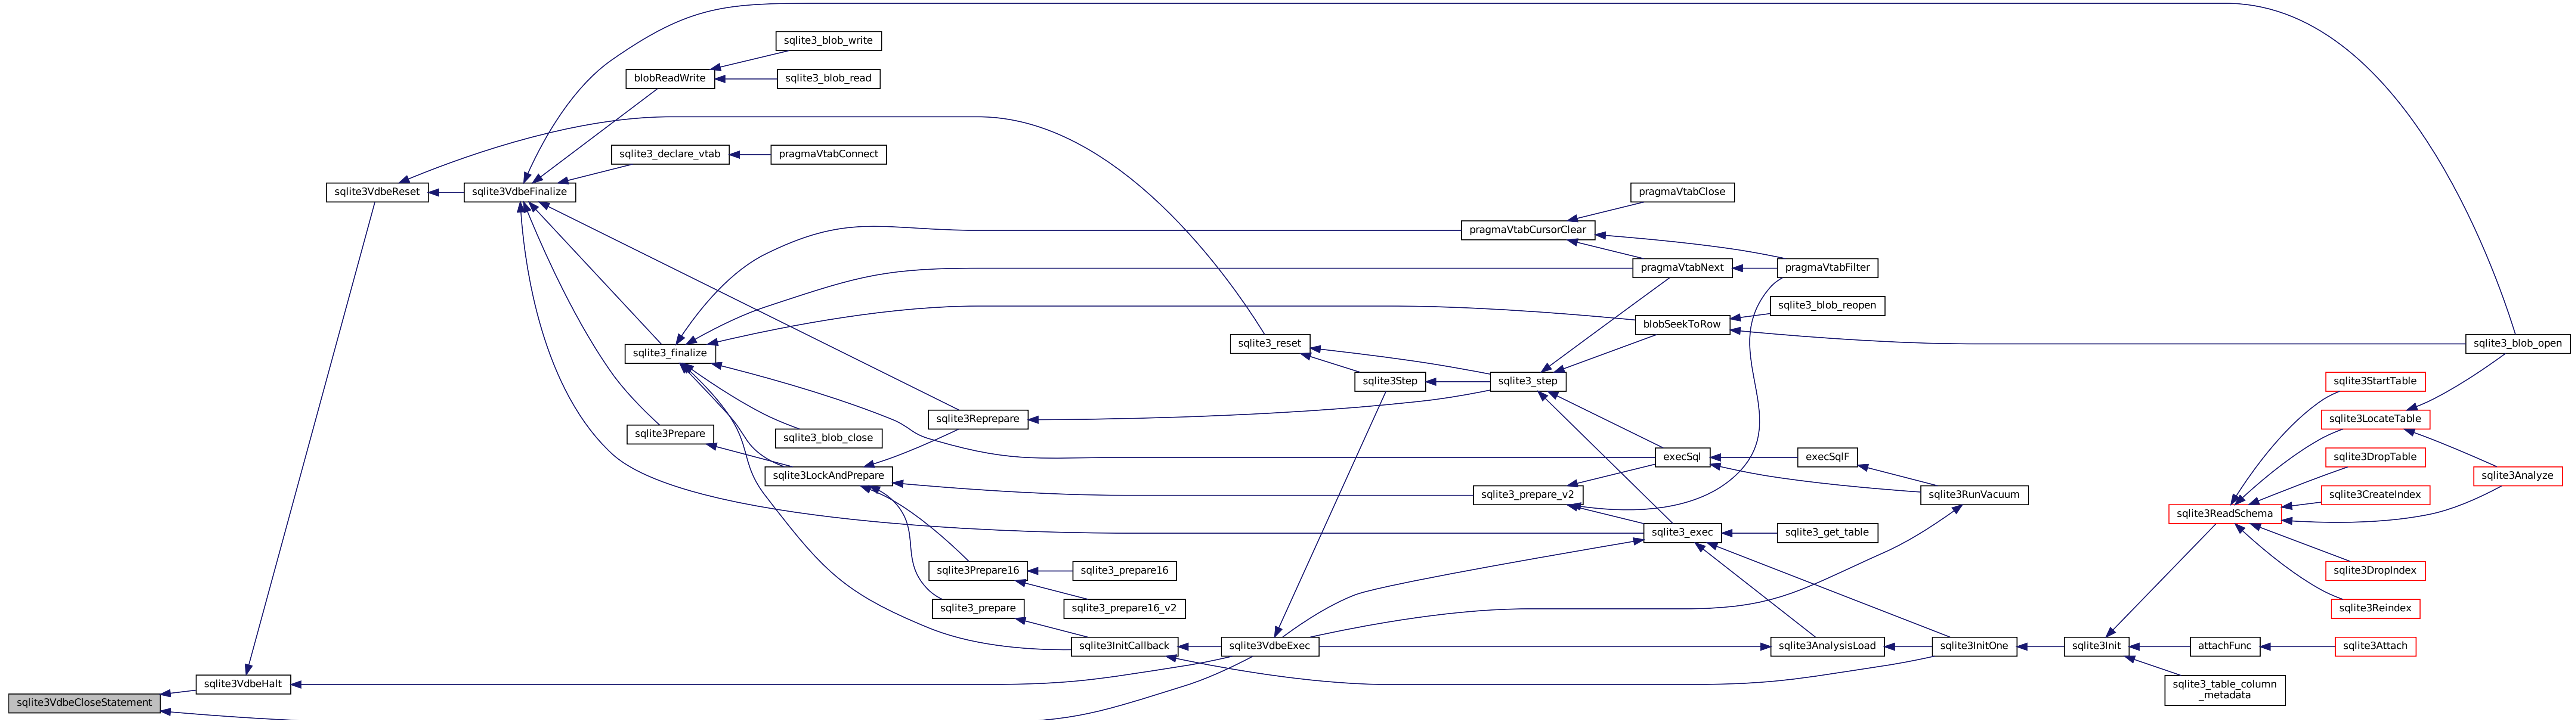 sqlite3_blob_write
blobReadWrite
sqlite3_blob_read
sqlite3_declare_vtab
pragmaVtabConnect
sqlite3VdbeReset
sqlite3VdbeFinalize
pragmaVtabClose
pragmaVtabCursorClear
pragmaVtabNext
pragmaVtabFilter
sqlite3_blob_reopen
blobSeekToRow
sqlite3_reset
sqlite3_blob_open
sqlite3_finalize
sqlite3Step
sqlite3_step
sqlite3StartTable
sqlite3Reprepare
sqlite3LocateTable
sqlite3Prepare
sqlite3_blob_close
execSql
execSqlF
sqlite3DropTable
sqlite3LockAndPrepare
sqlite3Analyze
sqlite3_prepare_v2
sqlite3RunVacuum
sqlite3CreateIndex
sqlite3ReadSchema
sqlite3_exec
sqlite3_get_table
sqlite3Prepare16
sqlite3_prepare16
sqlite3DropIndex
sqlite3_prepare
sqlite3_prepare16_v2
sqlite3Reindex
sqlite3InitCallback
sqlite3VdbeExec
sqlite3AnalysisLoad
sqlite3InitOne
sqlite3Init
attachFunc
sqlite3Attach
sqlite3VdbeHalt
sqlite3_table_column
_metadata
sqlite3VdbeCloseStatement